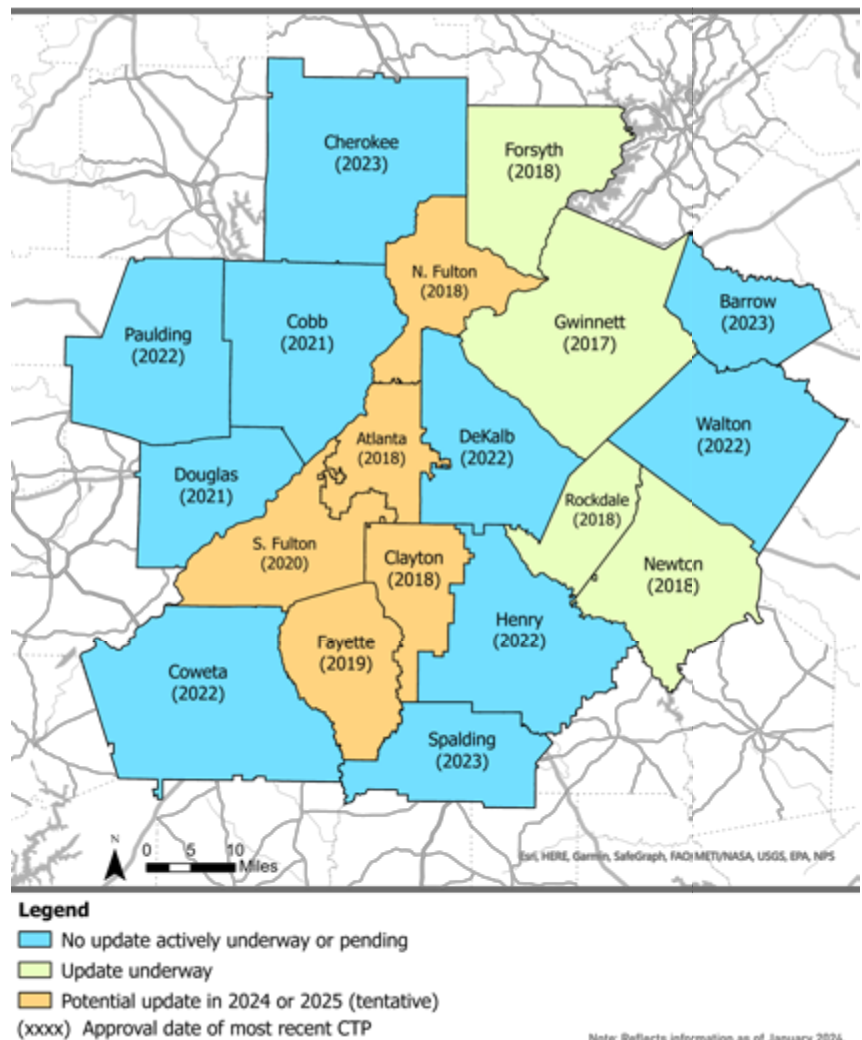 Cherokee
(2023)
Forsyth
(2018)
N. Fulton
(2018)
Barrow
(2023)
Gwinnett
(2017)
Cobb
(2021)
Paulding
(2022)
Walton
(2022)
Atlanta
(2018)
DeKalb
(2022)
Douglas
(2021)
Rockdale
(2018)
S. Fulton
(2020)
Clayton
(2018)
Newtcn
(2018)
Henry
(2022)
Fayette
(2019)
Coweta
(2022)
Spalding
(2023)
N
0 5 10
Miles
Esri, HERE, Garmin, SafeGraph, FAO, METI/NASA, USGS, EPA, NPS
Legend
No update actively underway or pending
Update underway
Potential update in 2024 or 2025 (tentative)
(xxxx) Approval date of most recent CTP
Note: Reflects information as of January 2024